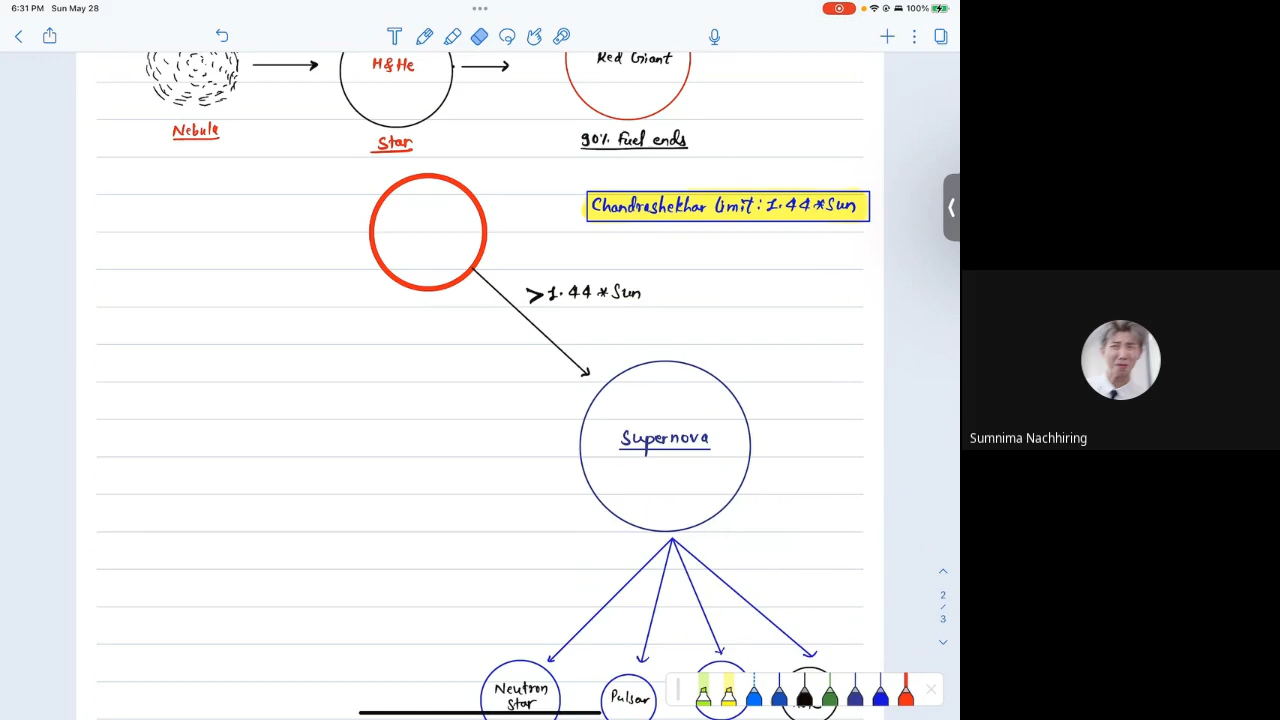 6:31 PM Sun May 28
100%
H&He
Red Giant
Nebula
Star
90% Fuel ends
Chandrashekhar Limit: 1.44*Sun
>1.44*Sun
Supernova
Sumnima Nachhiring
2
/
3
Neutron
Star
Pulsar